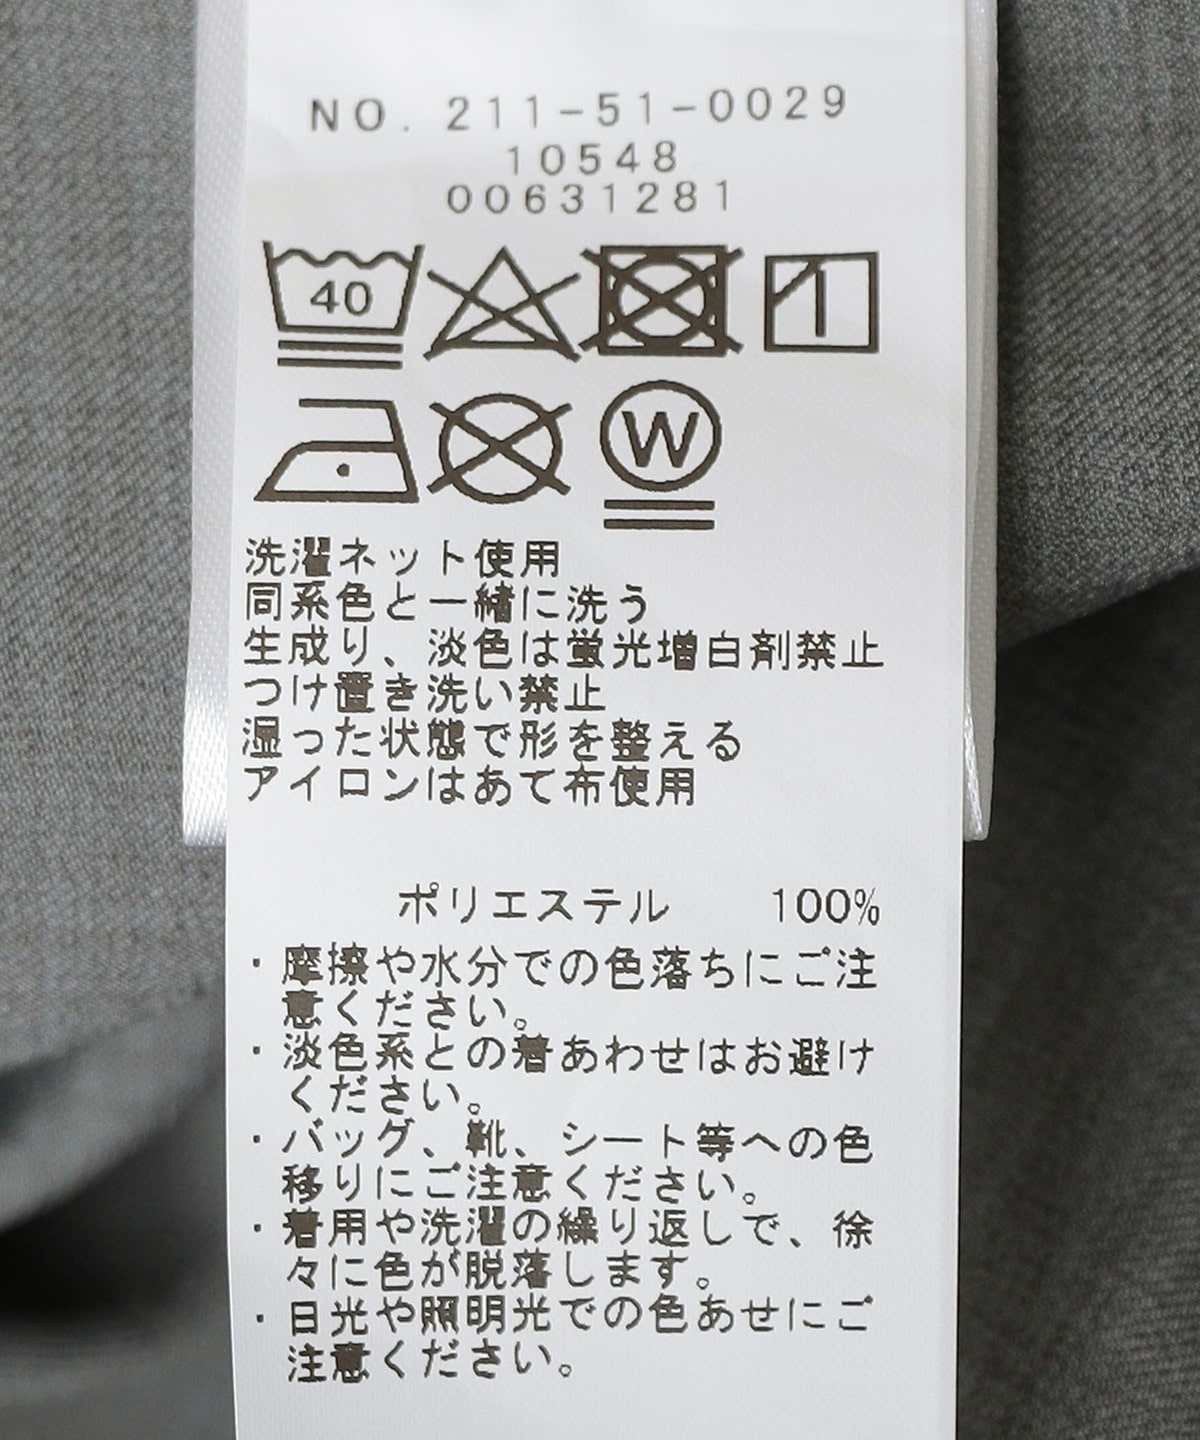 NO. 211-51-0029
10548
00631281
40
W
洗濯ネット使用
同系色と一緒に洗う
生成り、淡色は蛍光増白剤禁止
つけ置き洗い禁止
湿った状態で形を整える
アイロンはあて布使用
ポリエステル 100%
・摩擦や水分での色落ちにご注
意ください。
・淡色系との着あわせはお避け
ください。
・バッグ、靴、シート等への色
移りにご注意ください。
・着用や洗濯の繰り返しで、徐
々に色が脱落します。
・日光や照明光での色あせにご
注意ください。